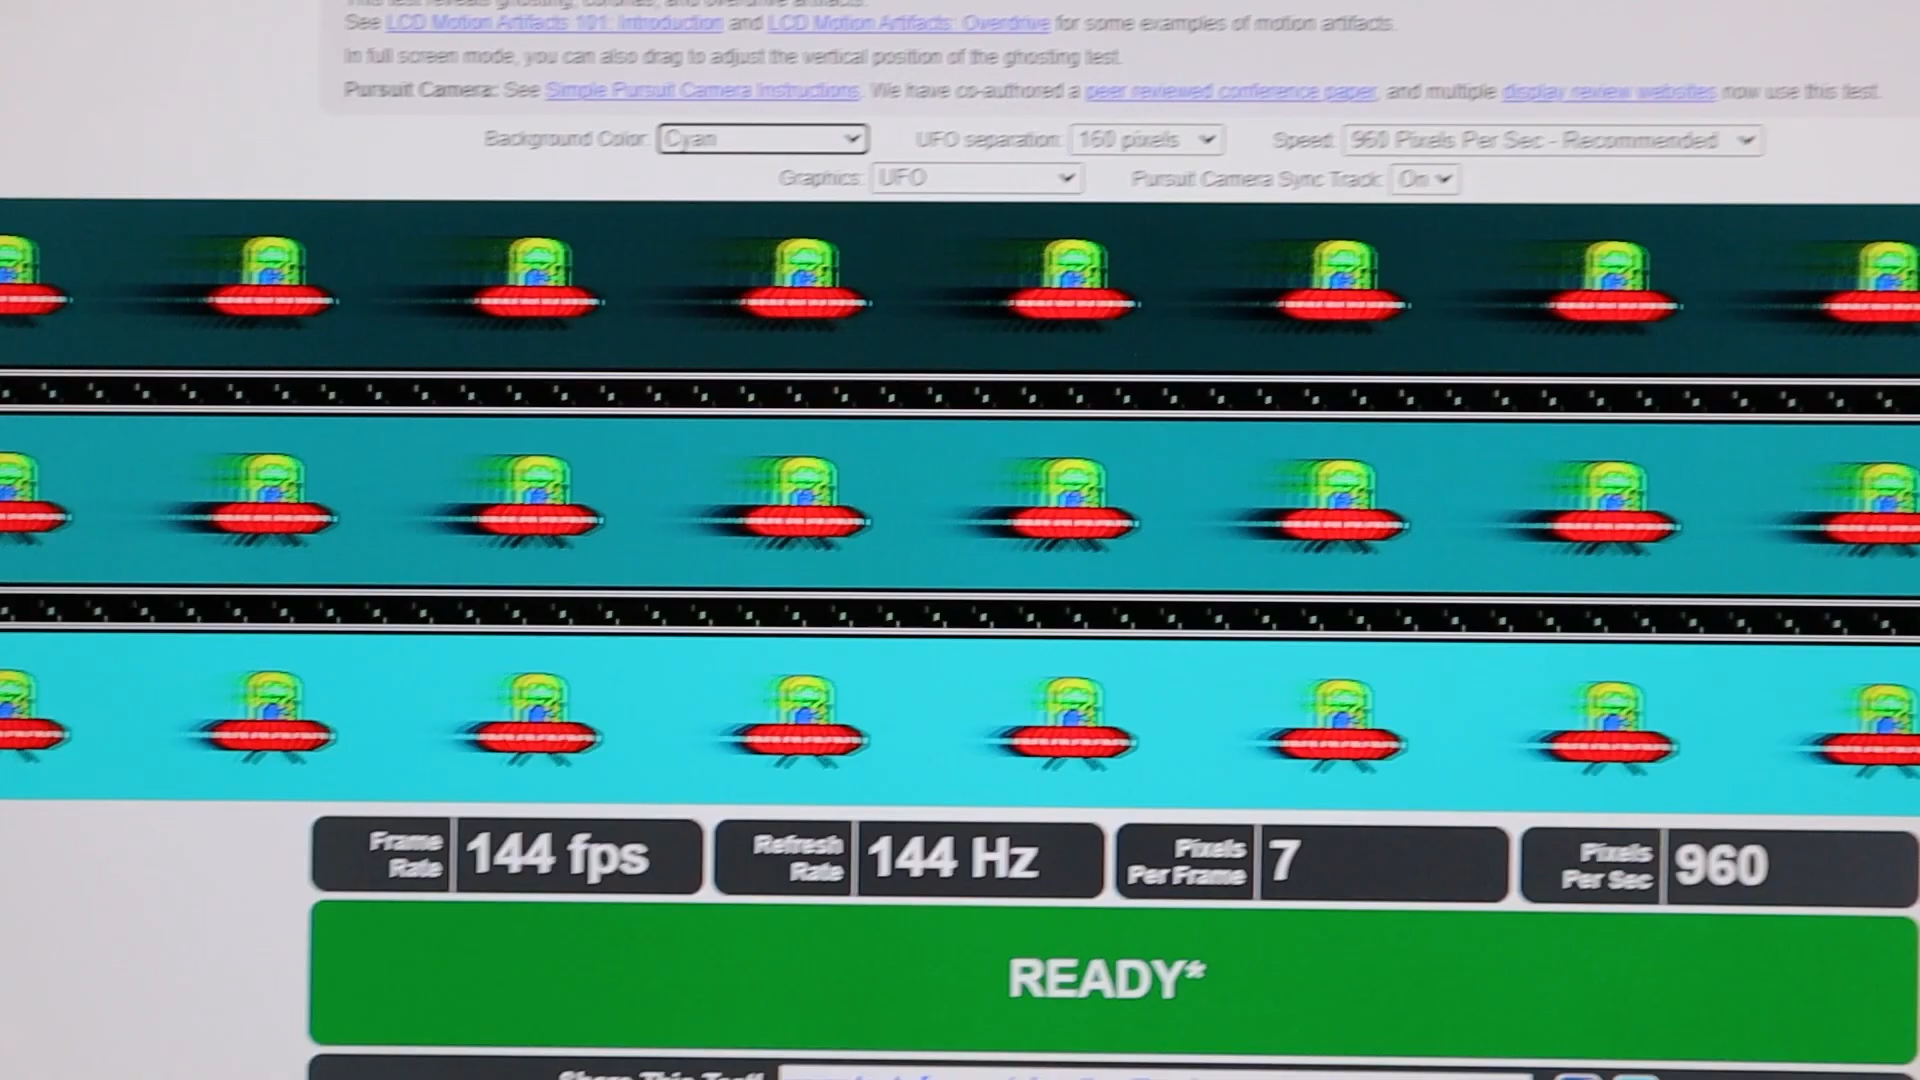 See LCD Motion Artifacts 101: Introduction and LCD Motion Artifacts: Overdrive for some examples of motion artifacts.
In full screen mode, you can also drag to adjust the vertical position of the ghosting test.
Pursuit Camera: See Simple Pursuit Camera Instructions. We have co-authored a peer reviewed conference paper, and multiple display review websites now use this test.
Background Color: Cyan UFO separation: 160 pixels Speed: 960 Pixels Per Sec - Recommended
Graphics: UFO Pursuit Camera Sync Track: On
Frame Rate 144 fps Refresh Rate 144 Hz Pixels Per Frame 7 Pixels Per Sec 960
READY*